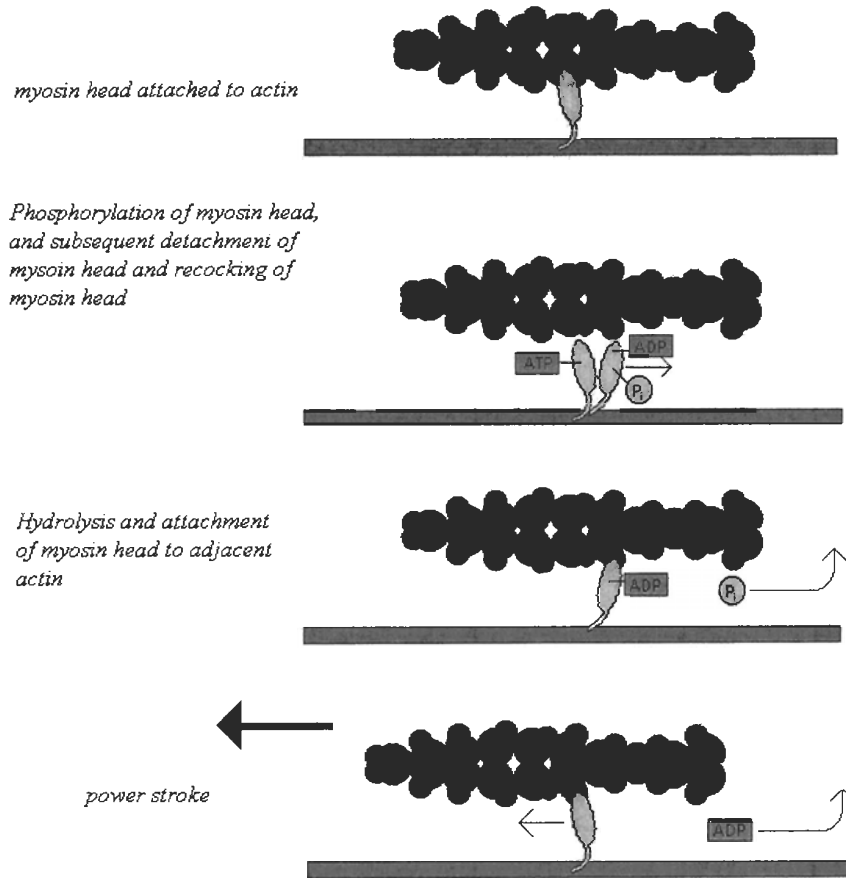 myosin head attached to actin
Phosphorylation of myosin head,
and subsequent detachment of
mysoin head and recocking of
myosin head
ATP
ADP
Pi
Hydrolysis and attachment
of myosin head to adjacent
actin
ADP
Pi
power stroke
ADP